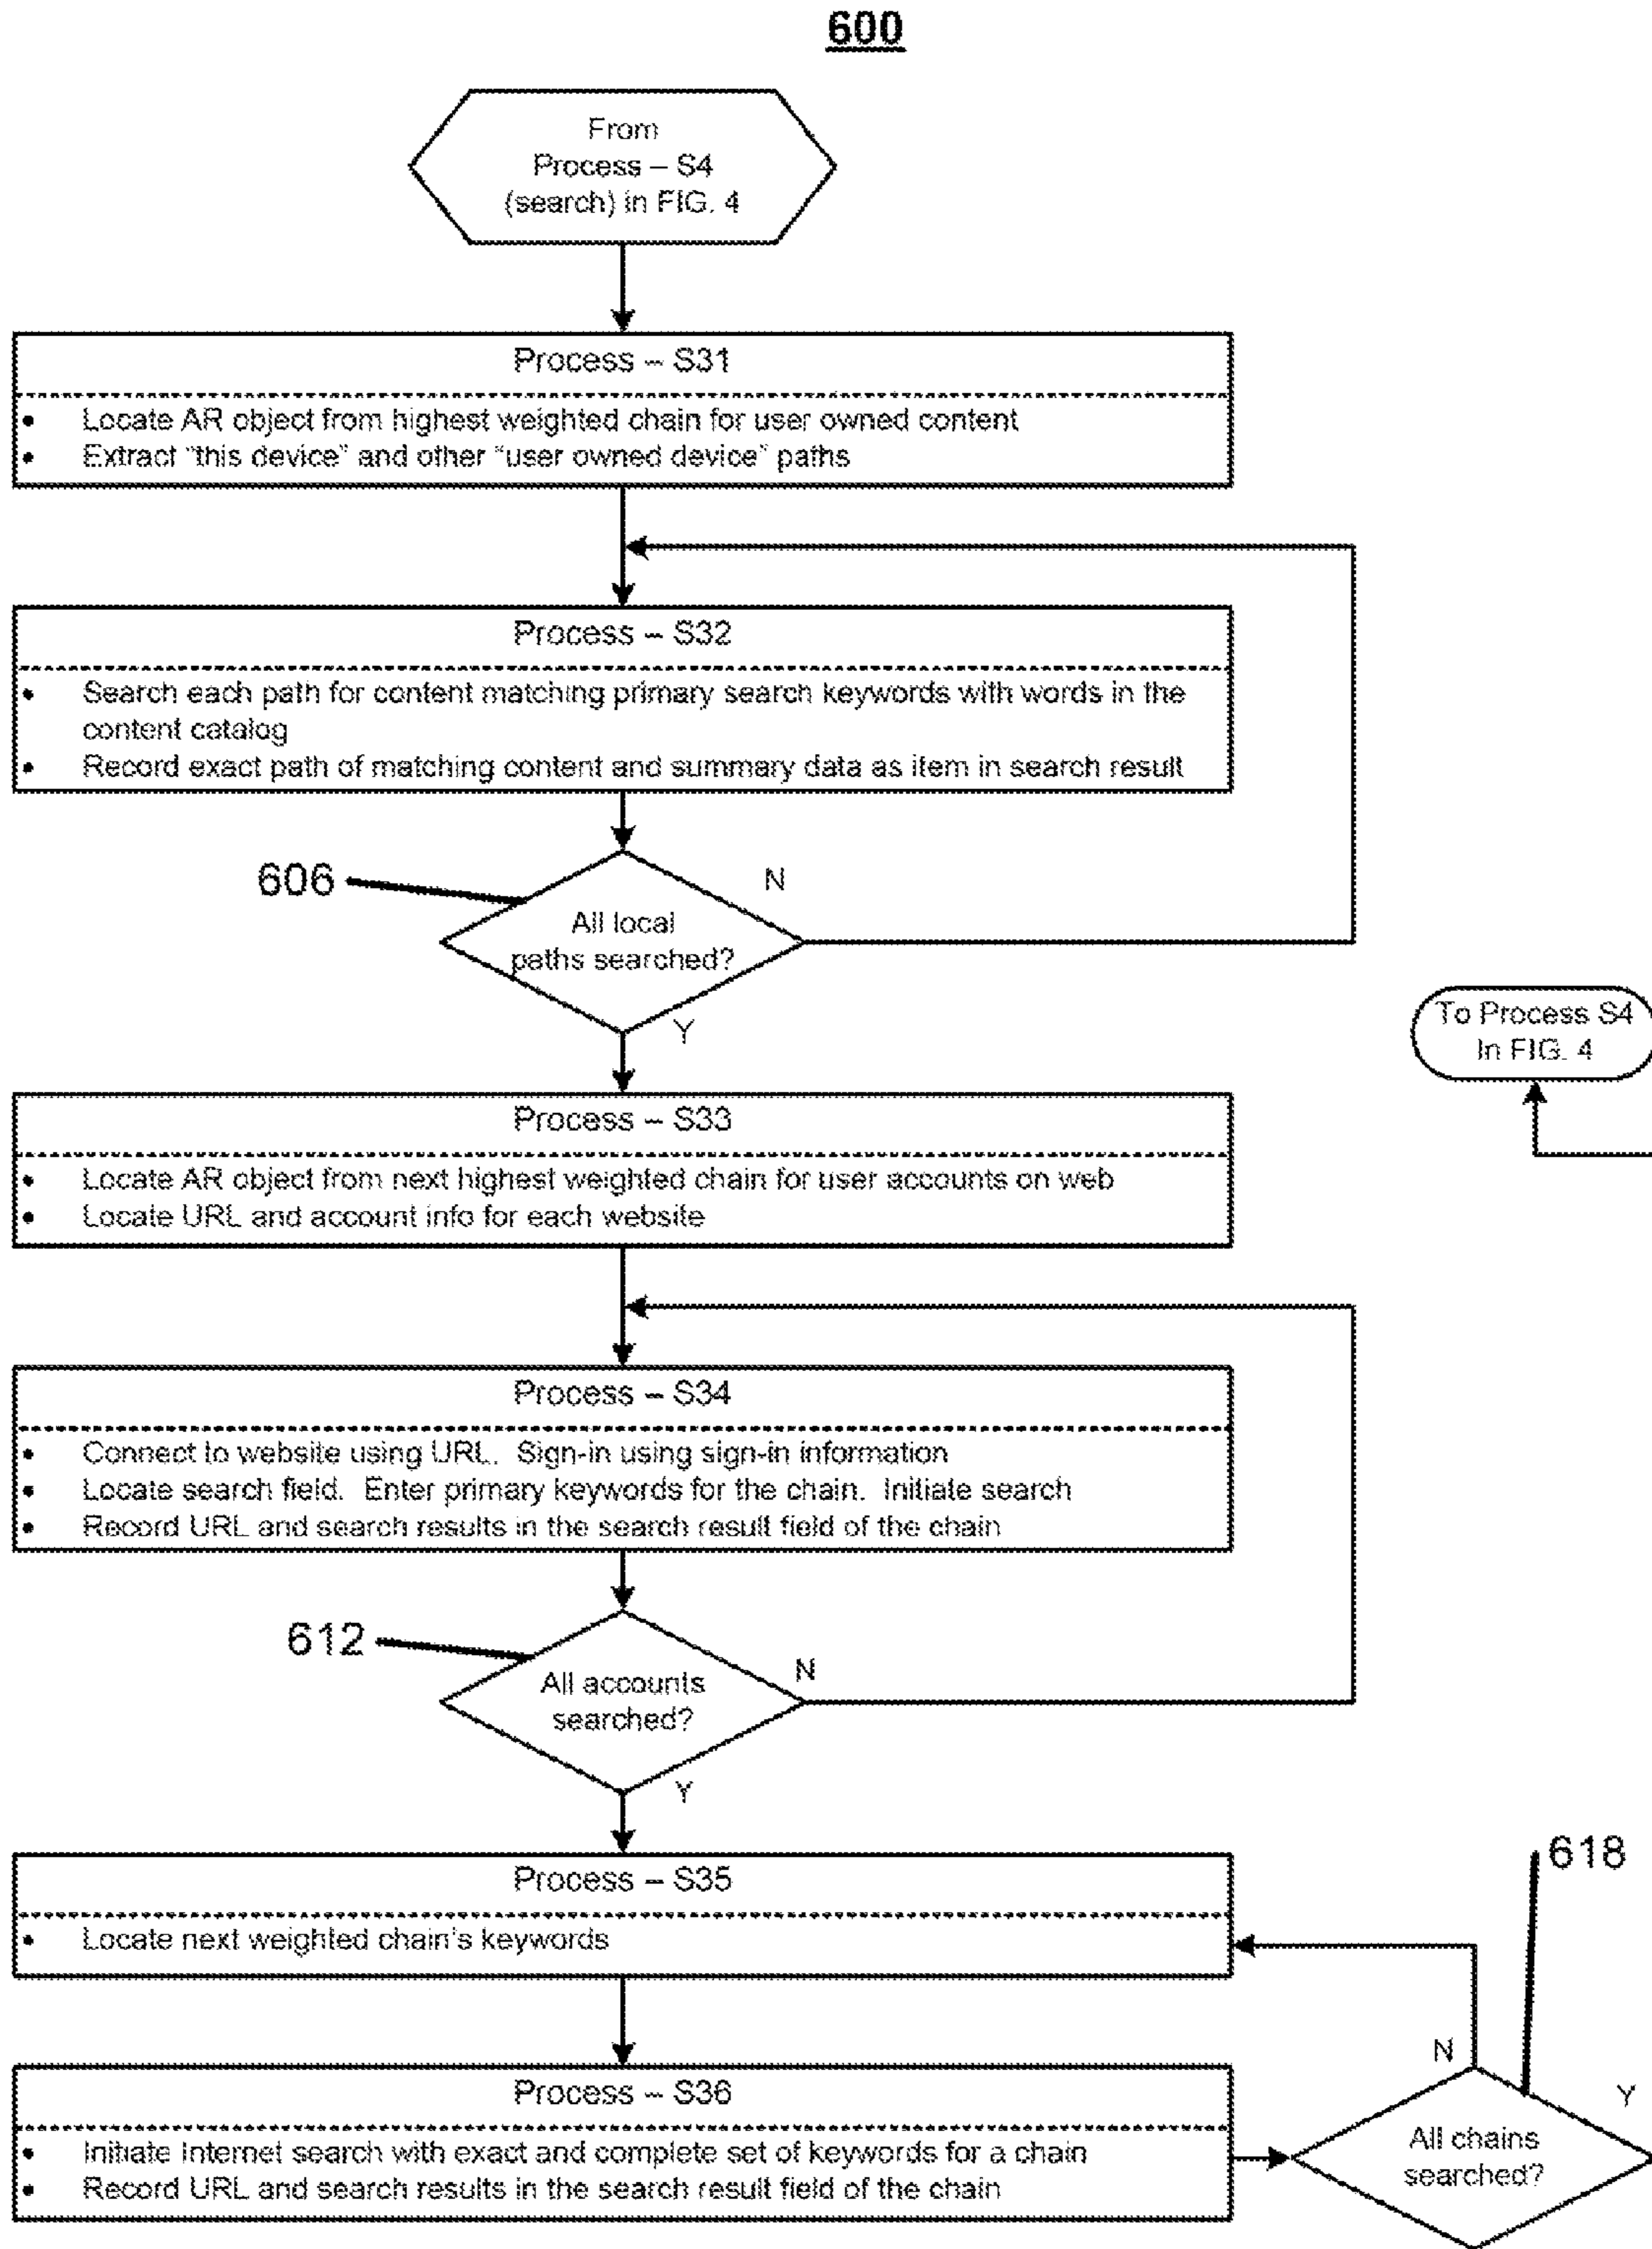 600
From
Process – S4
(search) in FIG. 4
Process – S31
• Locate AR object from highest weighted chain for user owned content
• Extract "this device" and other "user owned device" paths
Process – S32
• Search each path for content matching primary search keywords with words in the
content catalog
• Record exact path of matching content and summary data as item in search result
606
N
All local
paths searched?
Y
To Process S4
In FIG. 4
Process – S33
• Locate AR object from next highest weighted chain for user accounts on web
• Locate URL and account info for each website
Process – S34
• Connect to website using URL. Sign-in using sign-in information
• Locate search field. Enter primary keywords for the chain. Initiate search
• Record URL and search results in the search result field of the chain
612
N
All accounts
searched?
Y
618
Process – S35
• Locate next weighted chain's keywords
N
Y
Process – S36
• Initiate Internet search with exact and complete set of keywords for a chain
• Record URL and search results in the search result field of the chain
All chains
searched?